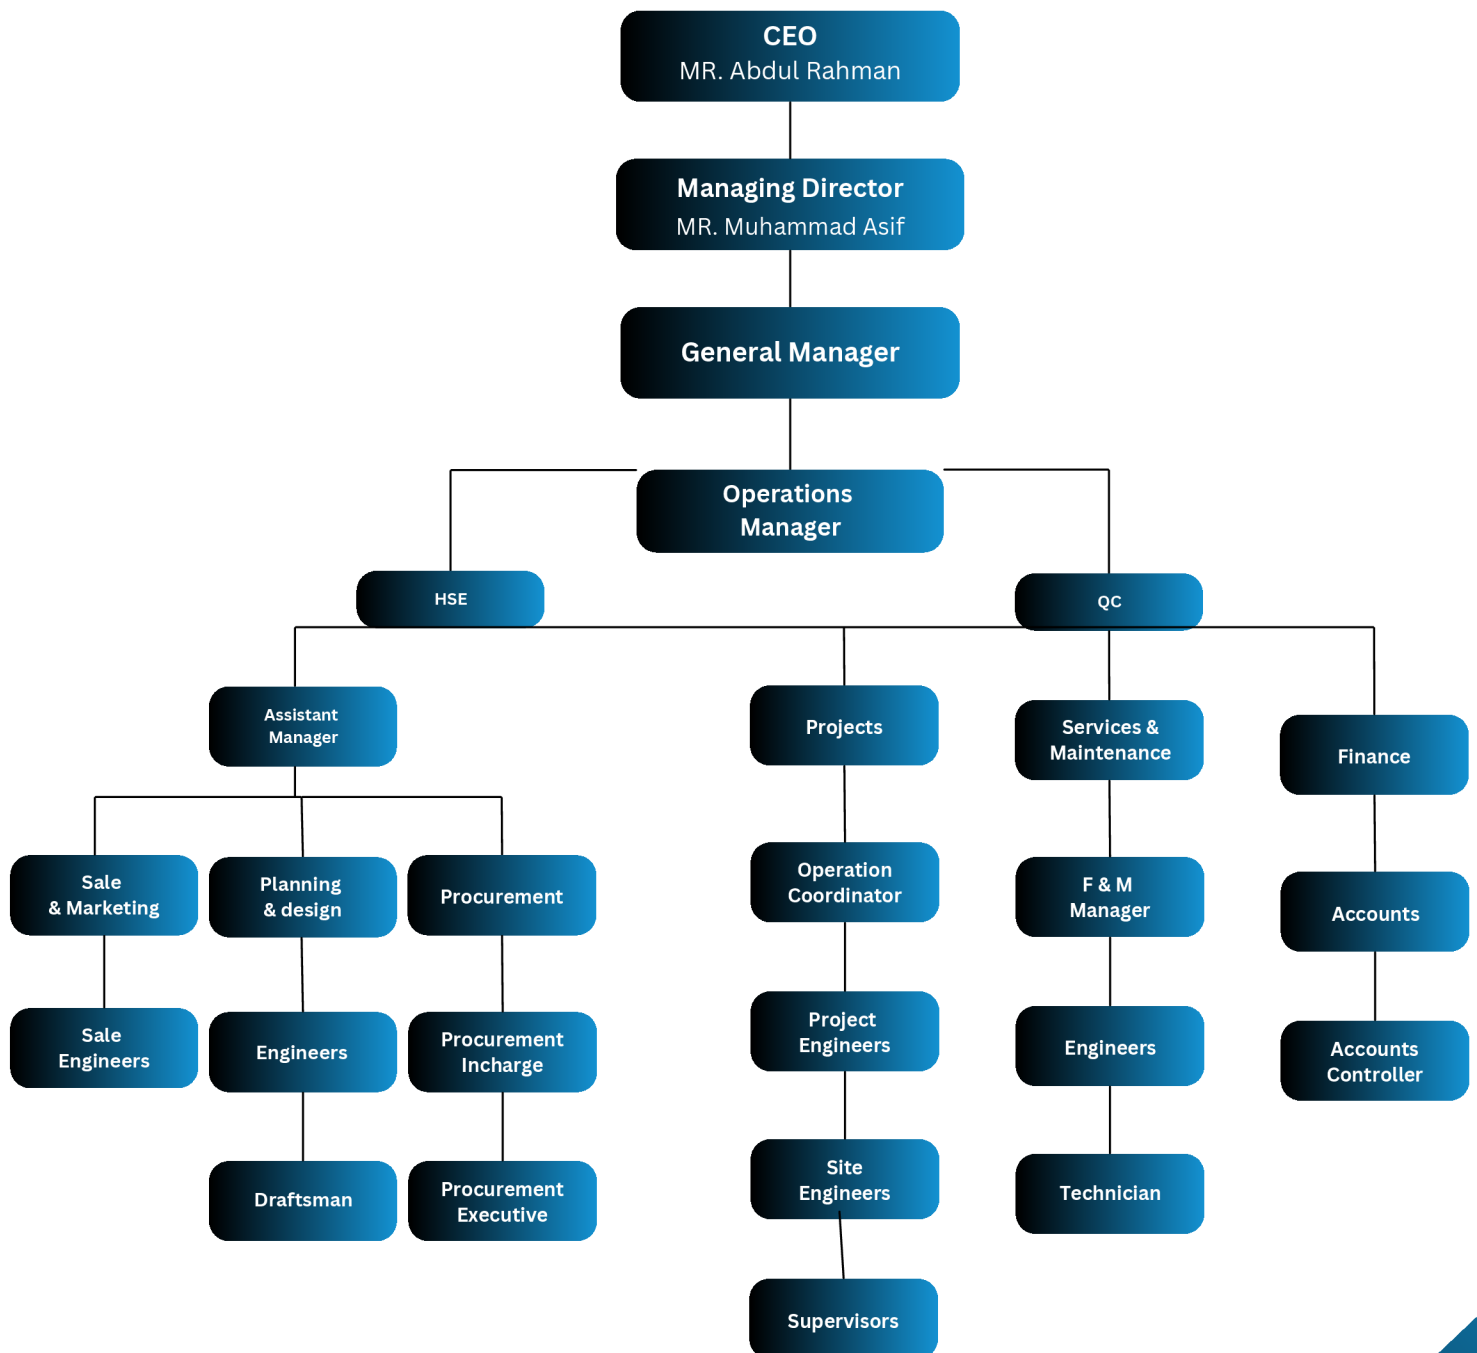 CEO
MR. Abdul Rahman
Managing Director
MR. Muhammad Asif
General Manager
Operations
Manager
HSE
QC
Assistant
Manager
Projects
Services &
Maintenance
Finance
Sale
& Marketing
Planning
& design
Procurement
Operation
Coordinator
F & M
Manager
Accounts
Sale
Engineers
Engineers
Procurement
Incharge
Project
Engineers
Engineers
Accounts
Controller
Draftsman
Procurement
Executive
Site
Engineers
Technician
Supervisors